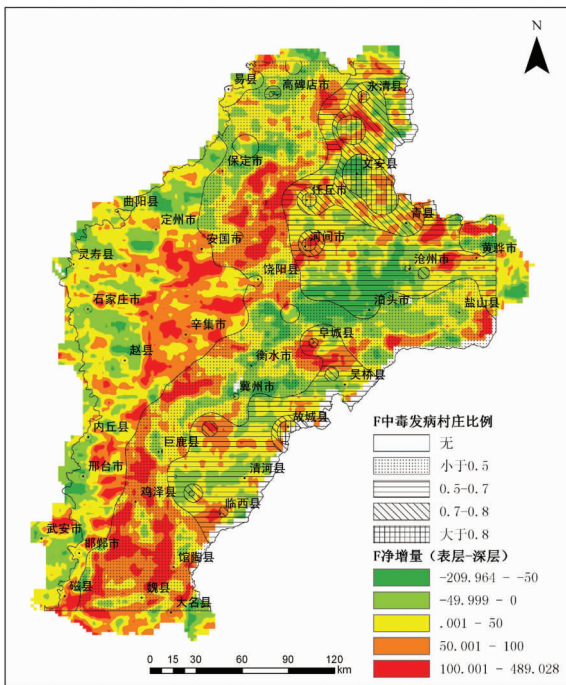 N
易县
高碑店市
永清县
保定市
文安县
任丘市
曲阳县
定州市
青县
安国市
河间市
黄骅市
灵寿县
沧州市
饶阳县
石家庄市
泊头市
盐山县
辛集市
阜城县
赵县
衡水市
吴桥县
冀州市
故城县
内丘县
巨鹿县
邢台市
清河县
鸡泽县
临西县
武安市
邯郸市
馆陶县
磁县
魏县
大名县
F中毒发病村庄比例
无
小于0.5
0.5-0.7
0.7-0.8
大于0.8
F净增量（表层-深层）
-209.964 - -50
-49.999 - 0
.001 - 50
50.001 - 100
100.001 - 489.028
0 15 30 60 90 120
km